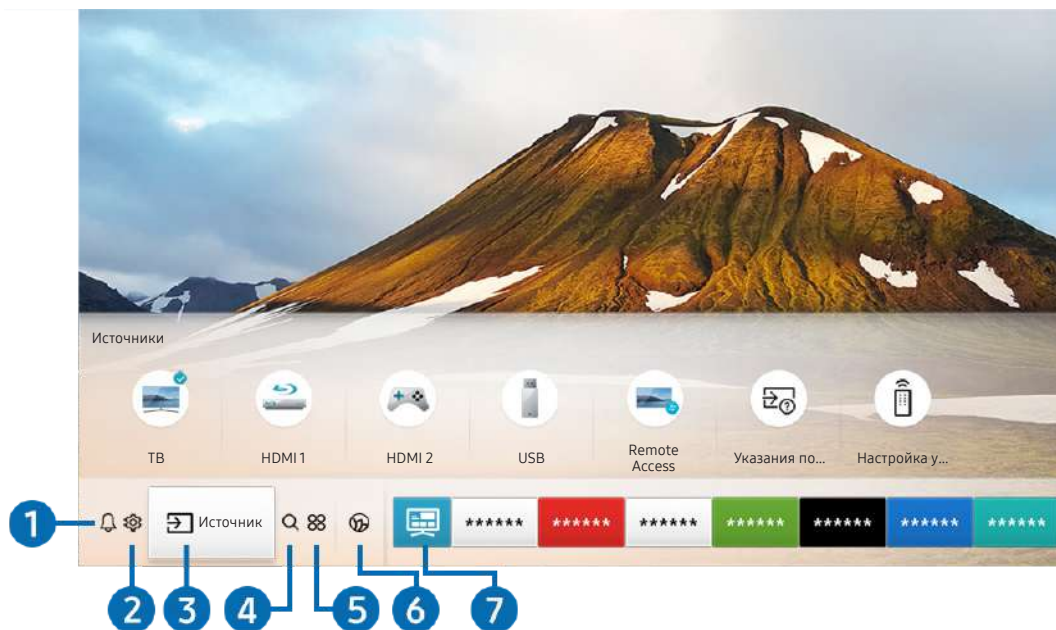 Источники
ТВ
HDMI 1
HDMI 2
USB
Remote
Access
Указания по...
Настройка у...
1
Источник
****** ****** ****** ****** ****** ****** ******
2 3 4 5 6 7